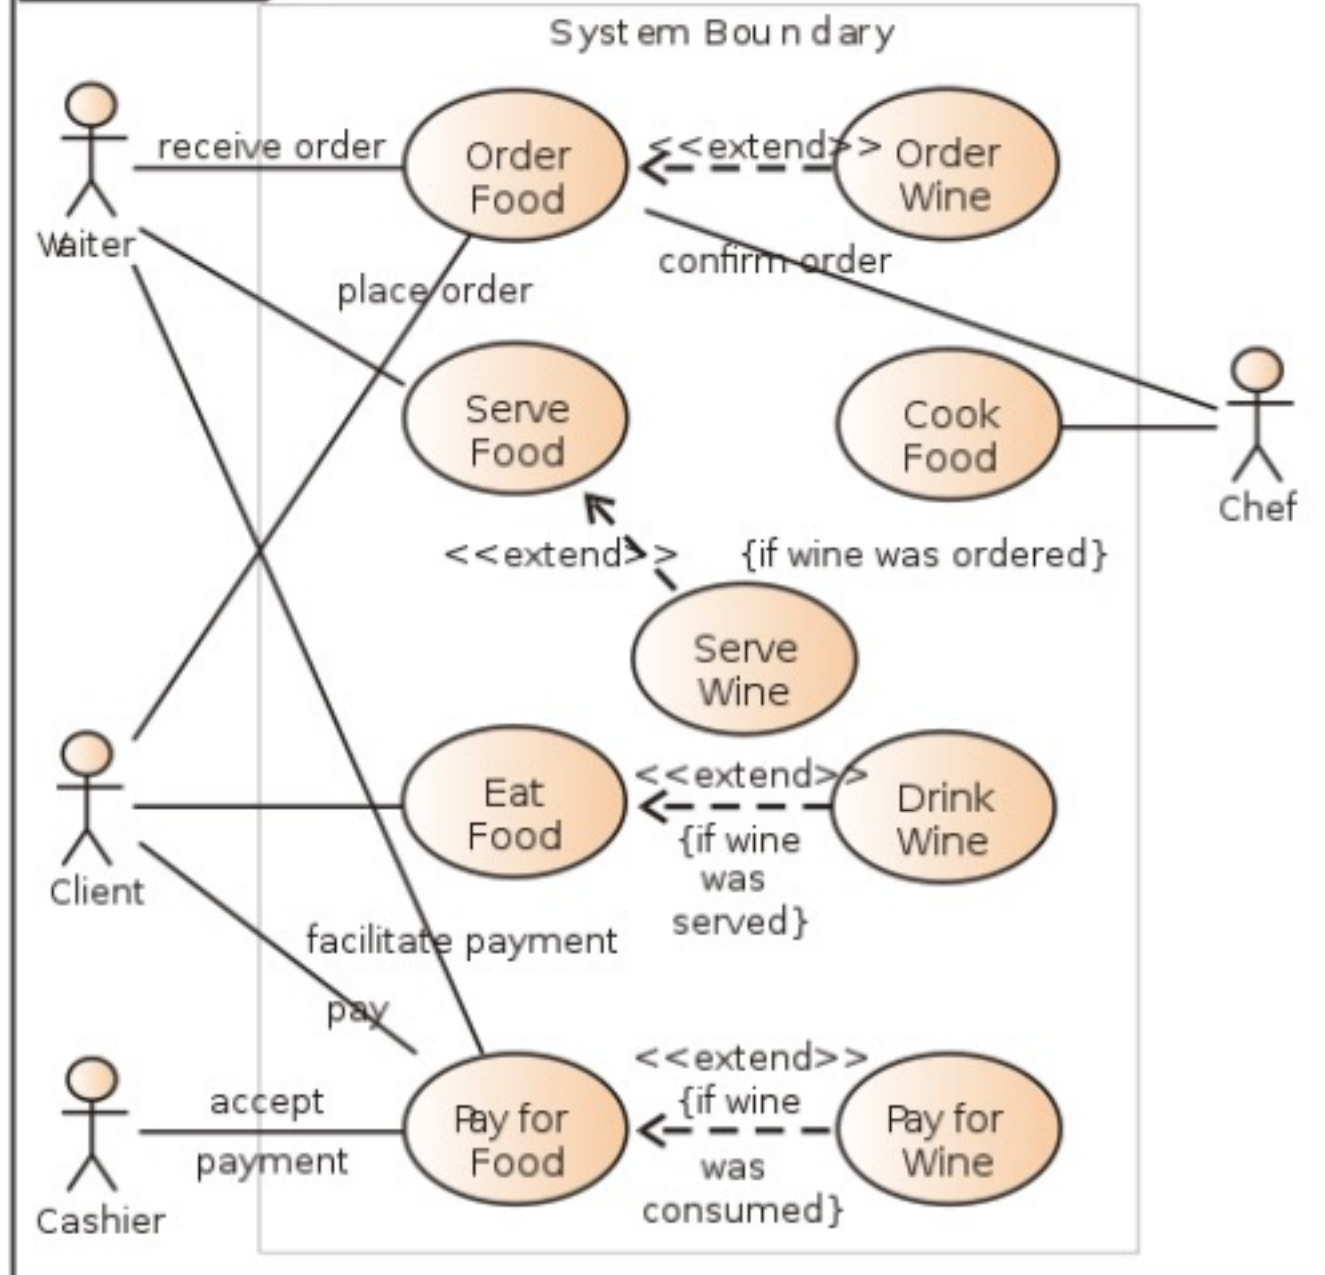 System Boundary
receive order
Order
Food
<<extend>>
Order
Wine
Waiter
confirm order
place order
Serve
Food
Cook
Food
Chef
<<extend>>
{if wine was ordered}
Serve
Wine
Eat
Food
<<extend>>
{if wine
was
served}
Drink
Wine
Client
facilitate payment
pay
accept
payment
Cashier
Pay for
Food
<<extend>>
{if wine
was
consumed}
Pay for
Wine